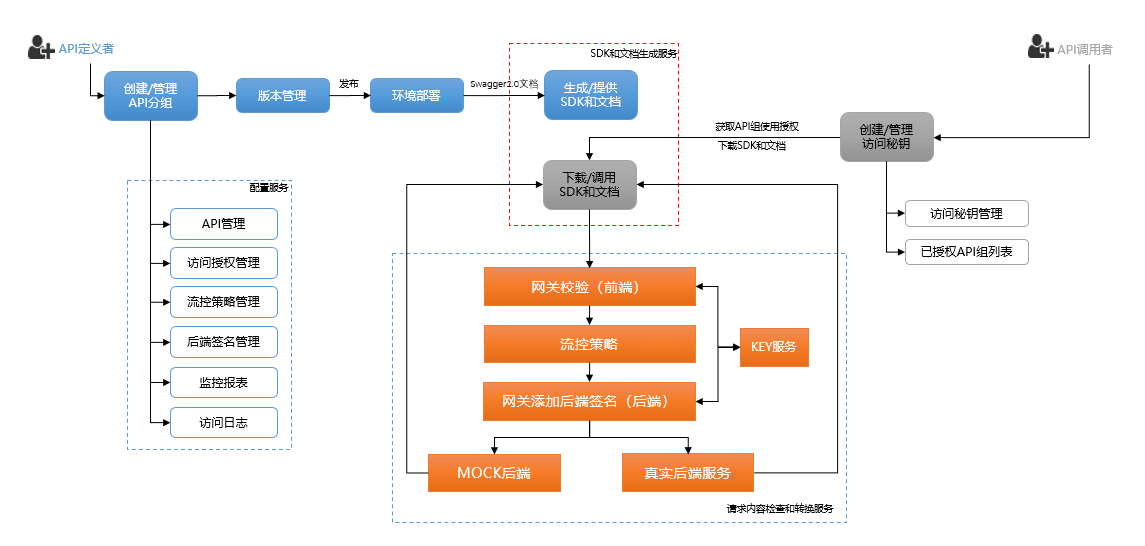 API定义者
API调用者
SDK和文档生成服务
创建/管理
API分组
版本管理
发布
环境部署
Swagger2.0文档
生成/提供
SDK和文档
获取API组使用授权
下载SDK和文档
创建/管理
访问秘钥
下载/调用
SDK和文档
配置服务
API管理
访问授权管理
流控策略管理
后端签名管理
监控报表
访问日志
访问秘钥管理
已授权API组列表
网关校验（前端）
流控策略
KEY服务
网关添加后端签名（后端）
MOCK后端
真实后端服务
请求内容检查和转换服务